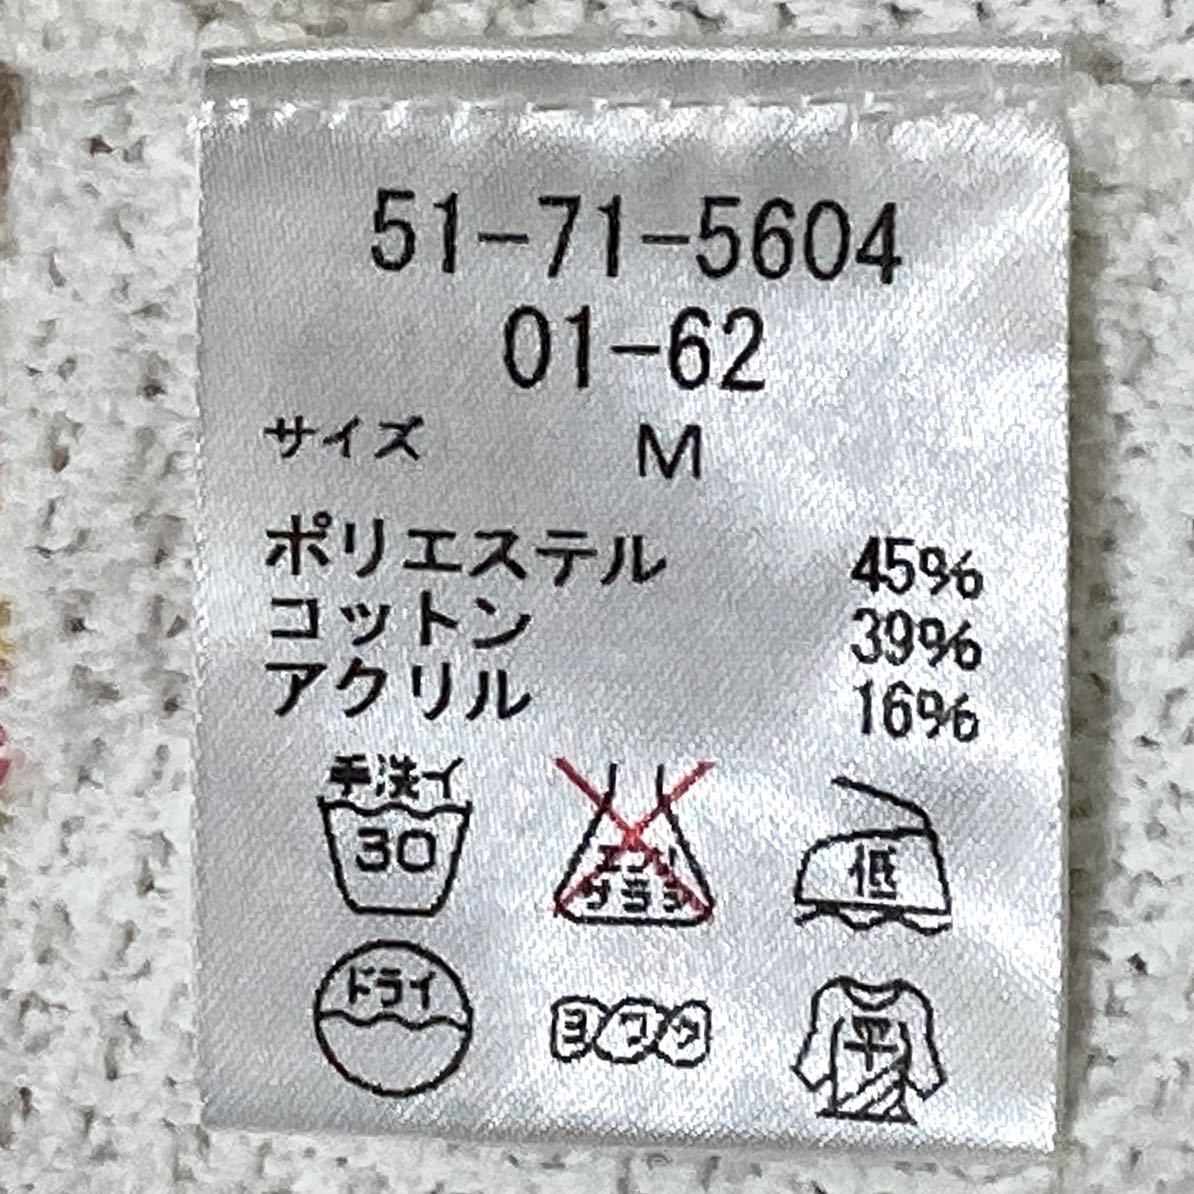 51-71-5604
01-62
サイズ M
ポリエステル 45%
コットン 39%
アクリル 16%
手洗イ
30
エンソ
サラシ
低
ドライ
ヨワク
平